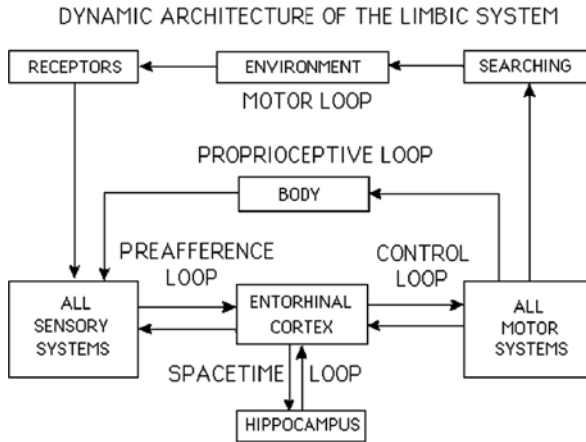 DYNAMIC ARCHITECTURE OF THE LIMBIC SYSTEM
RECEPTORS
ENVIRONMENT
SEARCHING
MOTOR LOOP
PROPRIOCEPTIVE LOOP
BODY
PREAFFERENCE
LOOP
CONTROL
LOOP
ALL
SENSORY
SYSTEMS
ENTORHINAL
CORTEX
ALL
MOTOR
SYSTEMS
SPACETIME LOOP
HIPPOCAMPUS